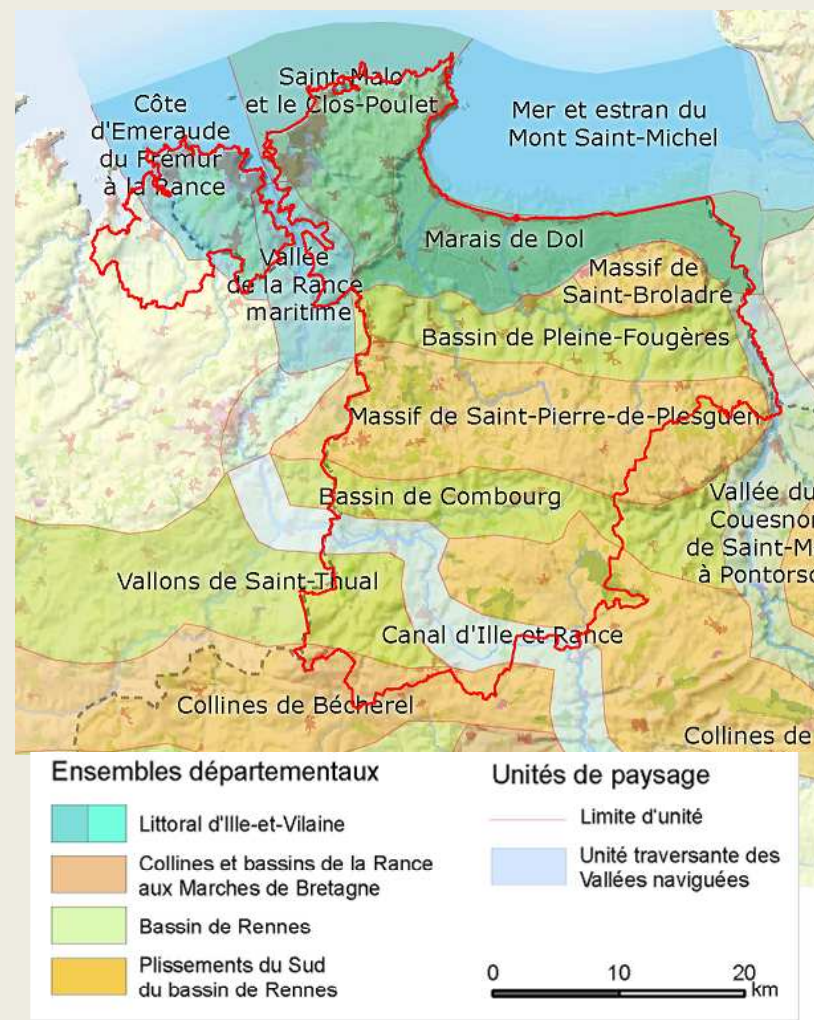 Saint-Malo
et le Clos-Poulet
Côte
d'Emeraude
du Frémur
à la Rance
Mer et estran du
Mont Saint-Michel
Marais de Dol
Vallée
de la Rance
maritime
Massif de
Saint-Broladre
Bassin de Pleine-Fougères
Massif de Saint-Pierre-de-Plesguen
Bassin de Combourg
Vallée du
Couesnon
de Saint-M
à Pontorso
Vallons de Saint-Thual
Canal d'Ille et Rance
Collines de Bécherel
Collines de
Ensembles départementaux
Littoral d'Ille-et-Vilaine
Collines et bassins de la Rance
aux Marches de Bretagne
Bassin de Rennes
Plissements du Sud
du bassin de Rennes
Unités de paysage
Limite d'unité
Unité traversante des
Vallées naviguées
0 10 20
km